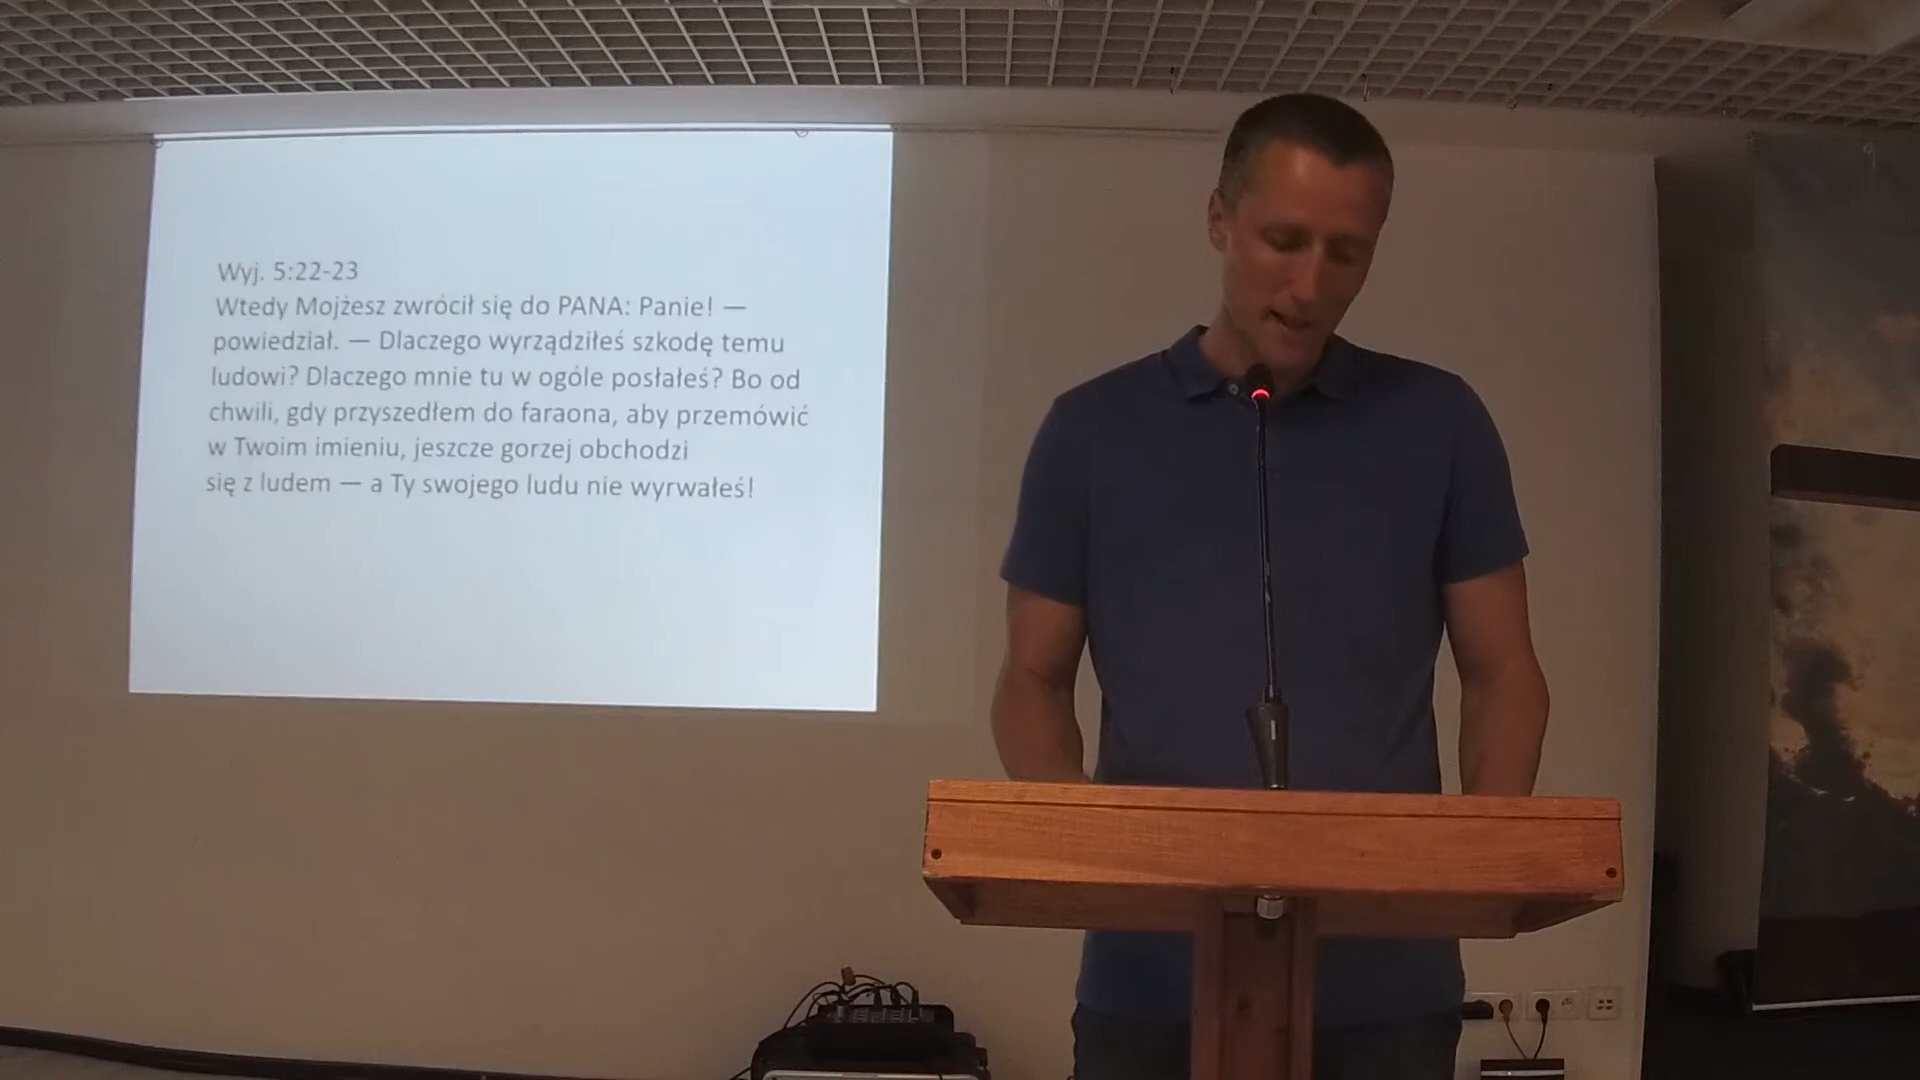 Wyj. 5:22-23
Wtedy Mojżesz zwrócił się do PANA: Panie! —
powiedział. — Dlaczego wyrządziłeś szkodę temu
ludowi? Dlaczego mnie tu w ogóle posłałeś? Bo od
chwili, gdy przyszedłem do faraona, aby przemówić
w Twoim imieniu, jeszcze gorzej obchodzi
się z ludem — a Ty swojego ludu nie wyrwałeś!